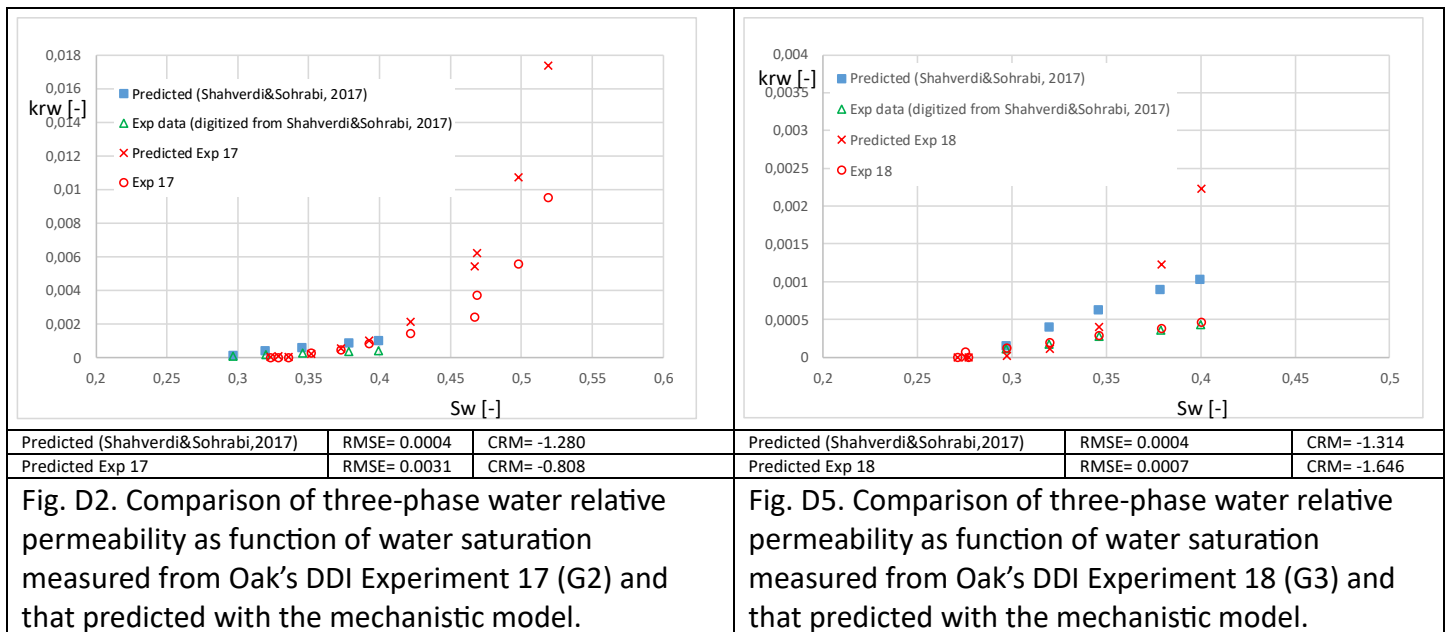 0,018
0,016
0,014
0,012
0,01
0,008
0,006
0,004
0,002
0
krw [-]
Predicted (Shahverdi&Sohrabi, 2017)
Exp data (digitized from Shahverdi&Sohrabi, 2017)
Predicted Exp 17
Exp 17
0,2 0,25 0,3 0,35 0,4 0,45 0,5 0,55 0,6
Sw [-]
0,004
0,0035
0,003
0,0025
0,002
0,0015
0,001
0,0005
0
krw [-]
Predicted (Shahverdi&Sohrabi, 2017)
Exp data (digitized from Shahverdi&Sohrabi, 2017)
Predicted Exp 18
Exp 18
0,2 0,25 0,3 0,35 0,4 0,45 0,5
Sw [-]
Predicted (Shahverdi&Sohrabi,2017) RMSE= 0.0004 CRM= -1.280
Predicted Exp 17 RMSE= 0.0031 CRM= -0.808
Predicted (Shahverdi&Sohrabi,2017) RMSE= 0.0004 CRM= -1.314
Predicted Exp 18 RMSE= 0.0007 CRM= -1.646
Fig. D2. Comparison of three-phase water relative
permeability as function of water saturation
measured from Oak's DDI Experiment 17 (G2) and
that predicted with the mechanistic model.
Fig. D5. Comparison of three-phase water relative
permeability as function of water saturation
measured from Oak's DDI Experiment 18 (G3) and
that predicted with the mechanistic model.